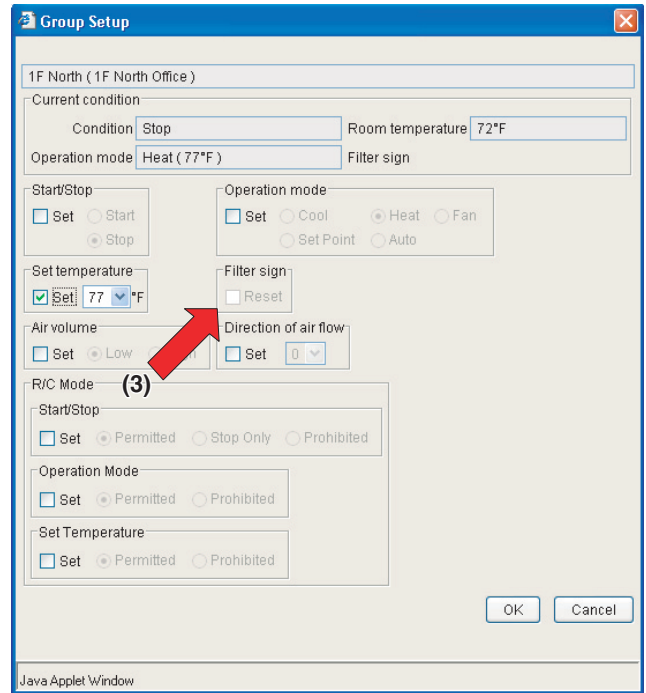 Group Setup
1F North ( 1F North Office )
Current condition
Condition Stop Room temperature 72°F
Operation mode Heat ( 77°F ) Filter sign
Start/Stop Operation mode
Set Start Set Cool Heat Fan
Stop Set Point Auto
Set temperature Filter sign
Set 77 °F Reset
Air volume Direction of air flow
Set Low Set 0
(3)
R/C Mode
Start/Stop
Set Permitted Stop Only Prohibited
Operation Mode
Set Permitted Prohibited
Set Temperature
Set Permitted Prohibited
OK Cancel
Java Applet Window